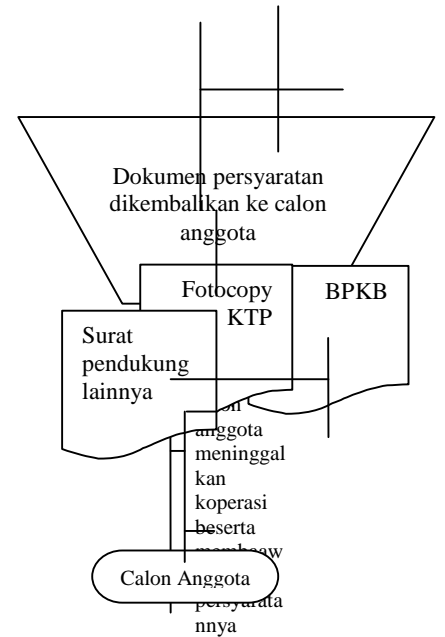 Dokumen persyaratan
dikembalikan ke calon
anggota
Fotocopy
KTP
BPKB
Surat
pendukung
lainnya
anggota
meninggal
kan
koperasi
beserta
Calon Anggota
persyarata
nnya